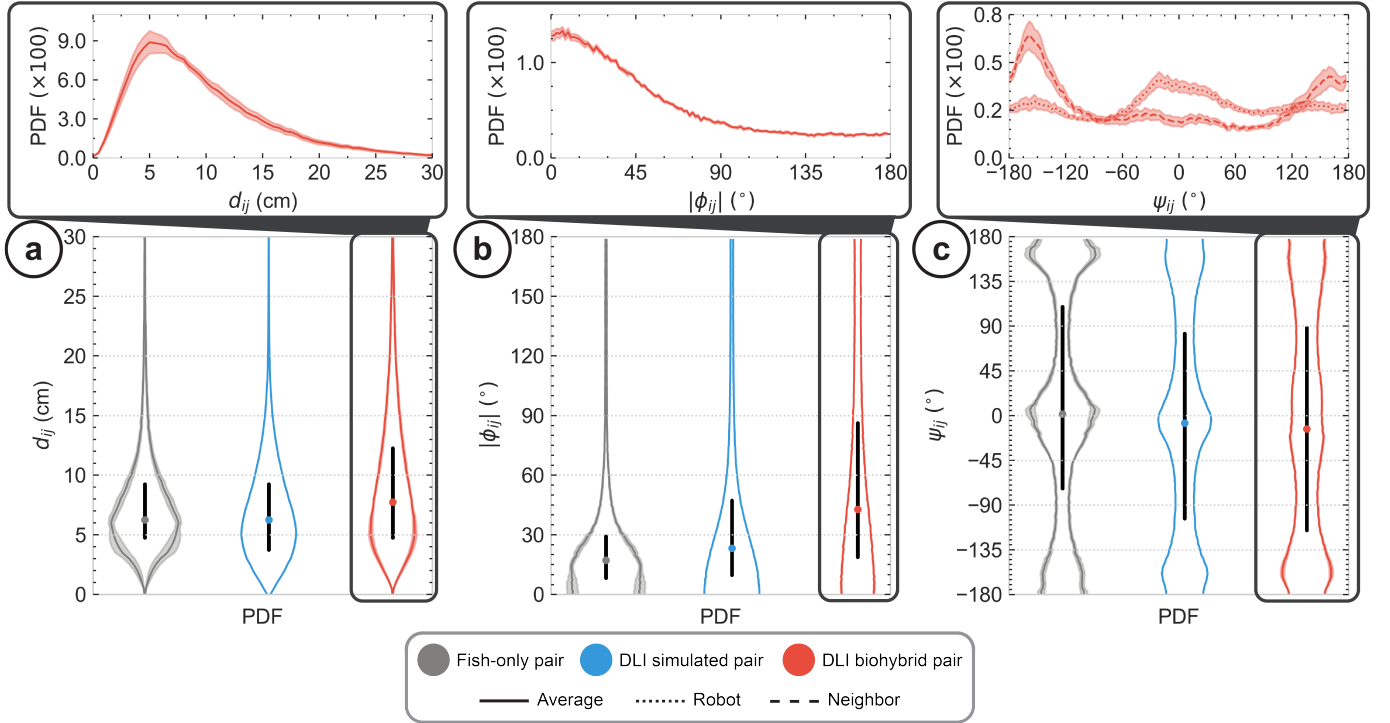 PDF (×100)
9.0
6.0
3.0
0.0
0
5
10
15
20
25
30
d_ij (cm)
PDF (×100)
1.0
0.0
0
45
90
135
180
|ϕ_ij| (°)
PDF (×100)
0.8
0.5
0.2
0.0
−180
−120
−60
0
60
120
180
ψ_ij (°)
a
d_ij (cm)
30
25
20
15
10
5
0
PDF
b
|ϕ_ij| (°)
180
150
120
90
60
30
0
PDF
c
ψ_ij (°)
180
135
90
45
0
−45
−90
−135
−180
PDF
Fish-only pair
DLI simulated pair
DLI biohybrid pair
Average
Robot
Neighbor